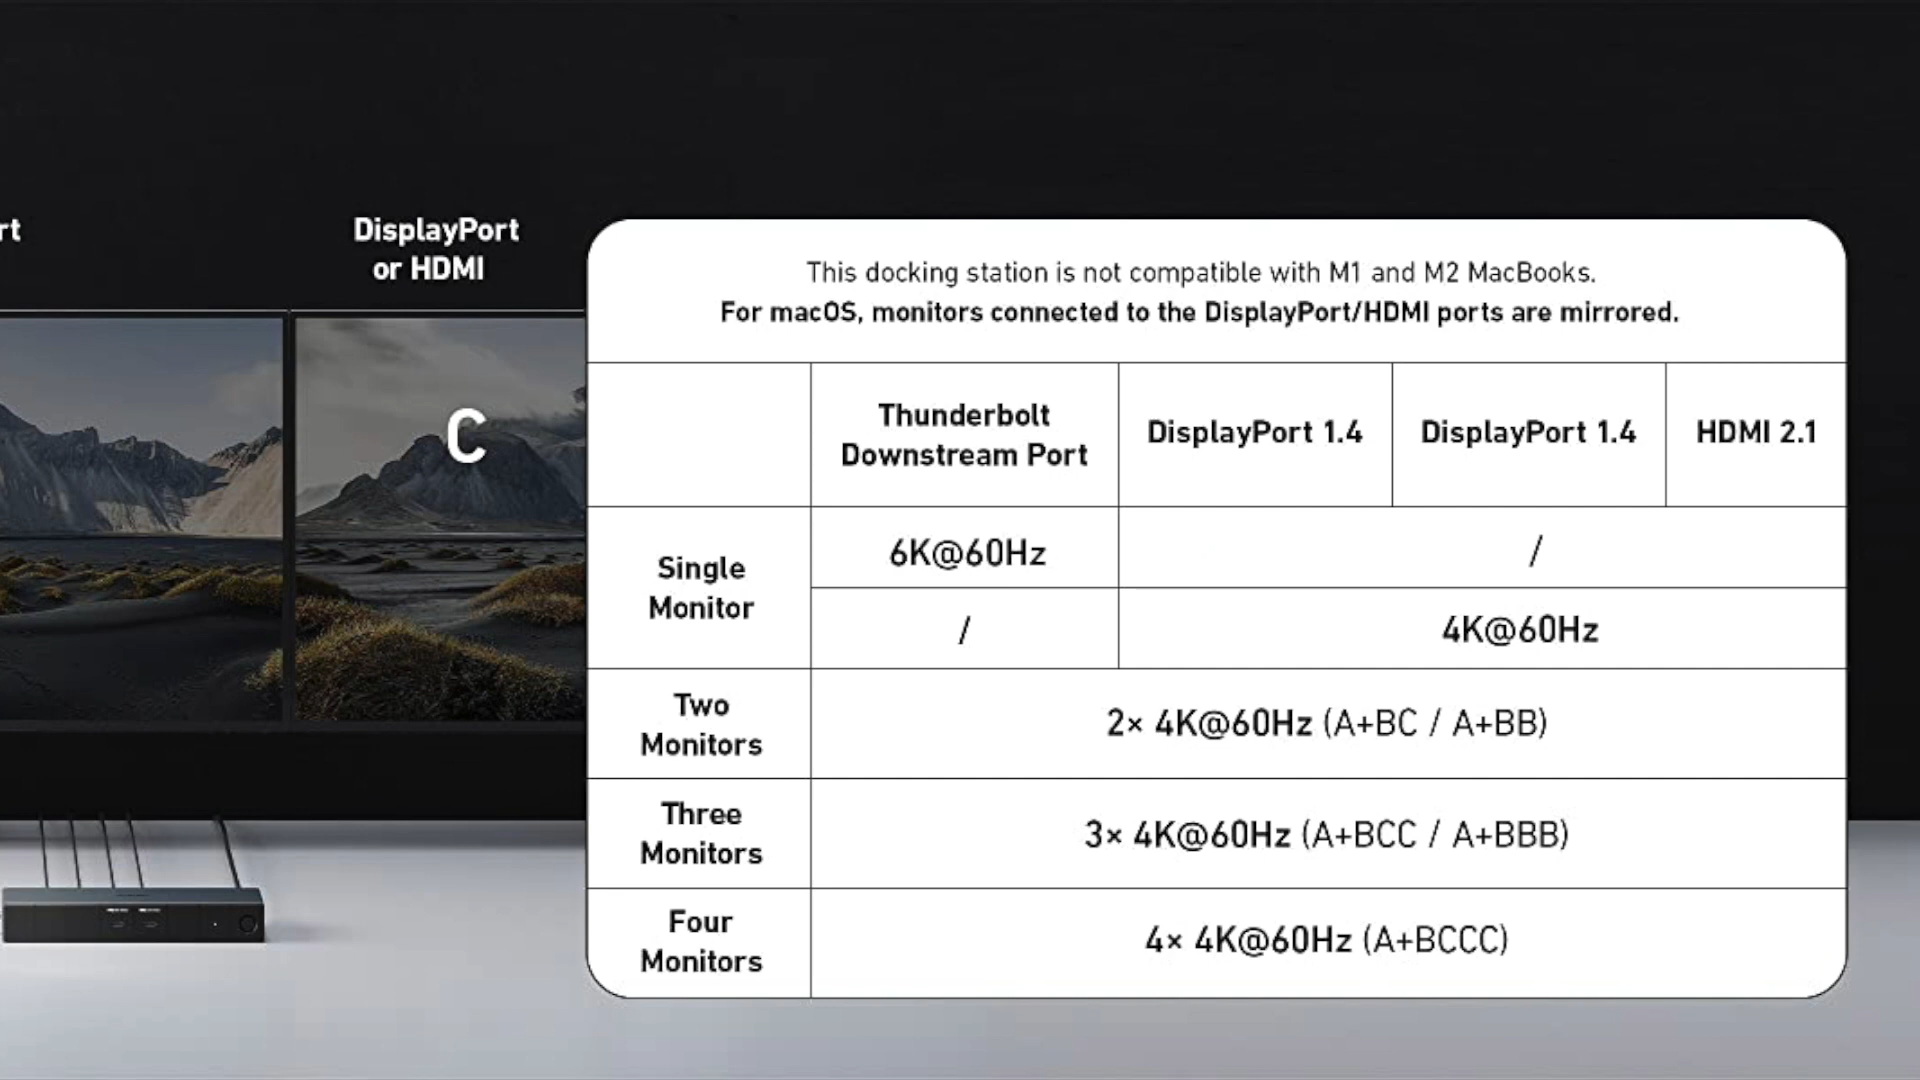 rt
DisplayPort
or HDMI
C
This docking station is not compatible with M1 and M2 MacBooks.
For macOS, monitors connected to the DisplayPort/HDMI ports are mirrored.
Thunderbolt
Downstream Port
DisplayPort 1.4
DisplayPort 1.4
HDMI 2.1
Single
Monitor
6K@60Hz
/
/
4K@60Hz
Two
Monitors
2× 4K@60Hz (A+BC / A+BB)
Three
Monitors
3× 4K@60Hz (A+BCC / A+BBB)
Four
Monitors
4× 4K@60Hz (A+BCCC)